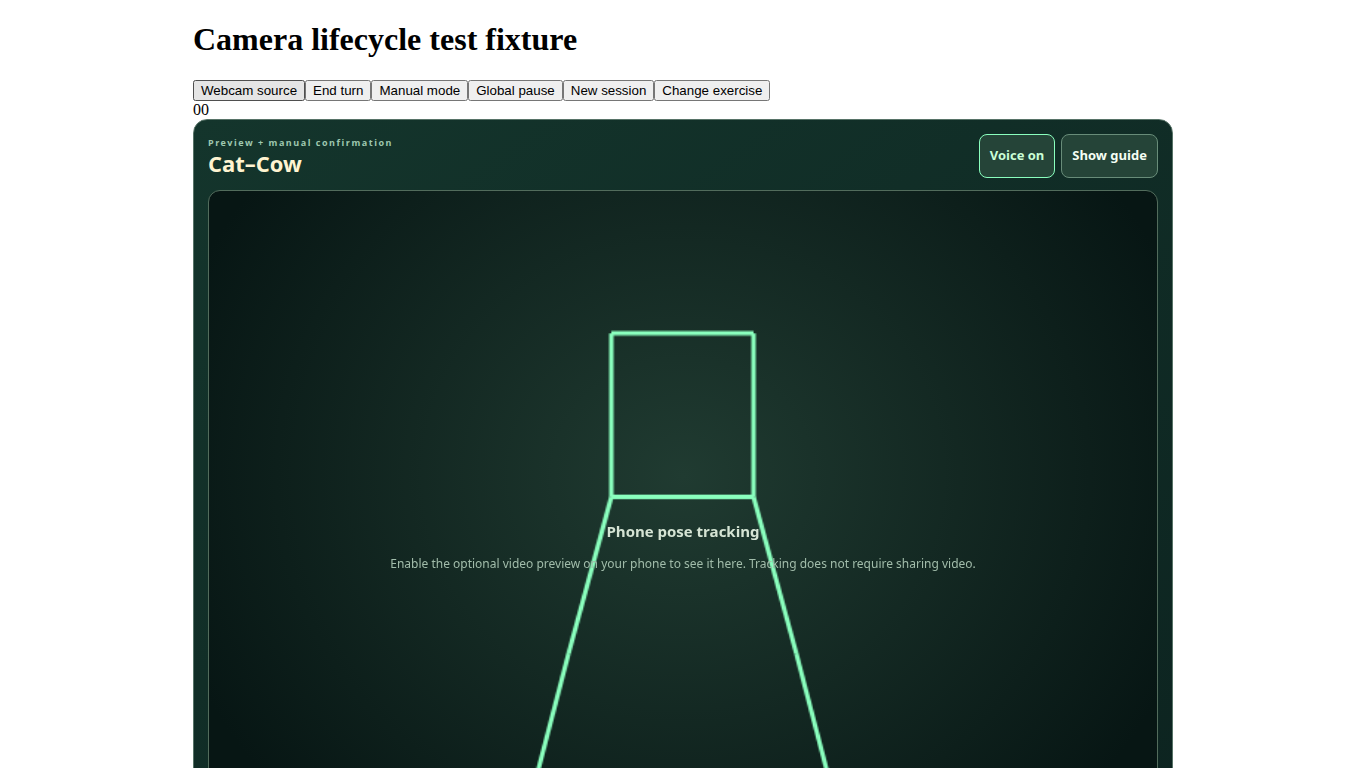 Camera lifecycle test fixture
Webcam source End turn Manual mode Global pause New session Change exercise
00
Preview + manual confirmation
Cat–Cow
Voice on Show guide
Phone pose tracking
Enable the optional video preview on your phone to see it here. Tracking does not require sharing video.